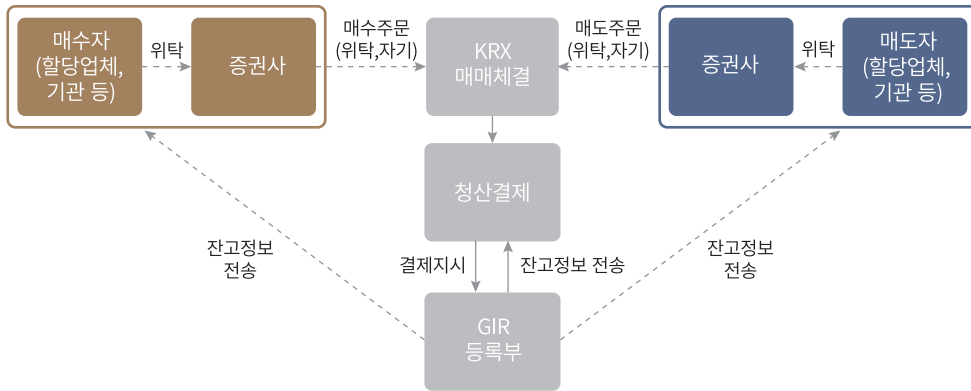 매수자
(할당업체,
기관 등)
위탁
증권사
매수주문
(위탁,자기)
KRX
매매체결
매도주문
(위탁,자기)
증권사
위탁
매도자
(할당업체,
기관 등)
청산결제
잔고정보
전송
결제지시
잔고정보 전송
잔고정보
전송
GIR
등록부